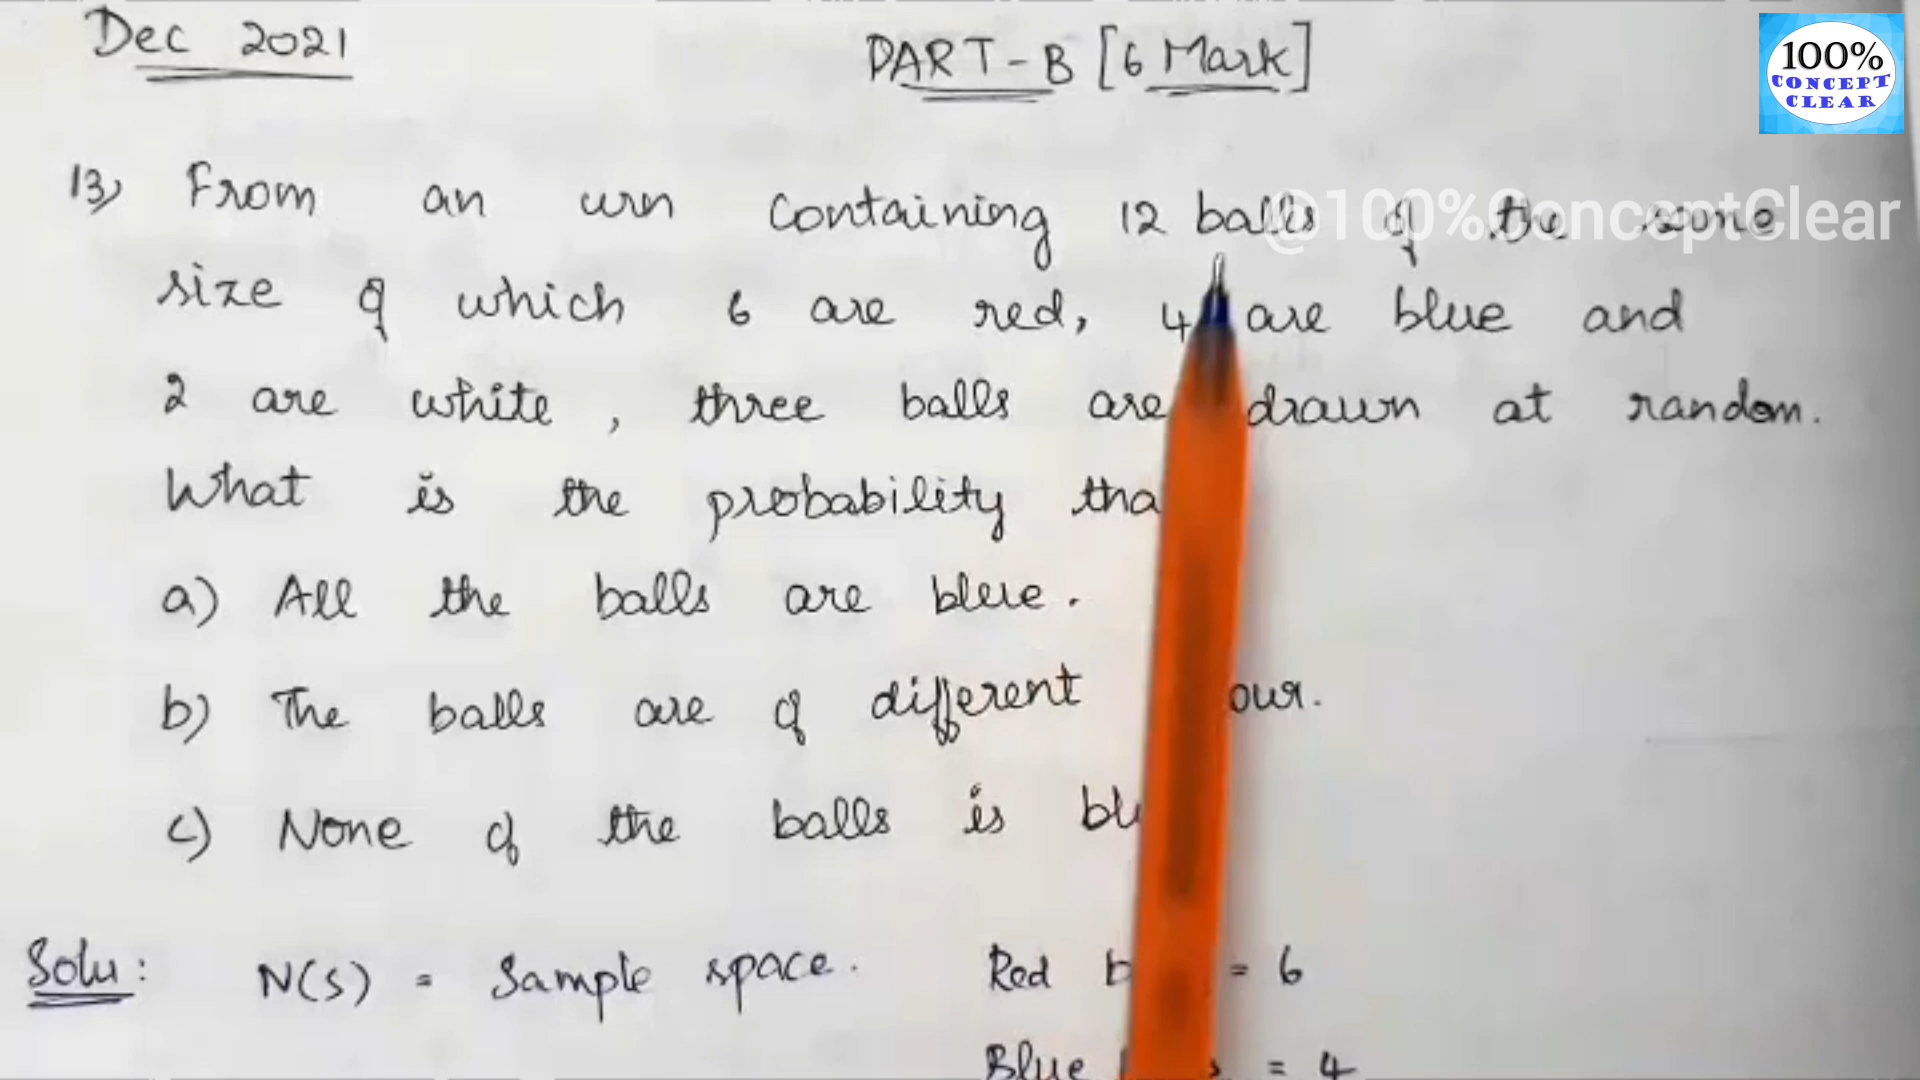 Dec 2021
PART-B [6 Mark]
100%
CONCEPT
CLEAR
@100%ConceptClear
13) From an urn containing 12 balls of the same
size of which 6 are red, 4 are blue and
2 are white, three balls are drawn at random.
What is the probability tha
a) All the balls are blue.
b) The balls are of different our.
c) None of the balls is bl
Solu: N(S) = Sample space. Red b = 6
Blue s = 4